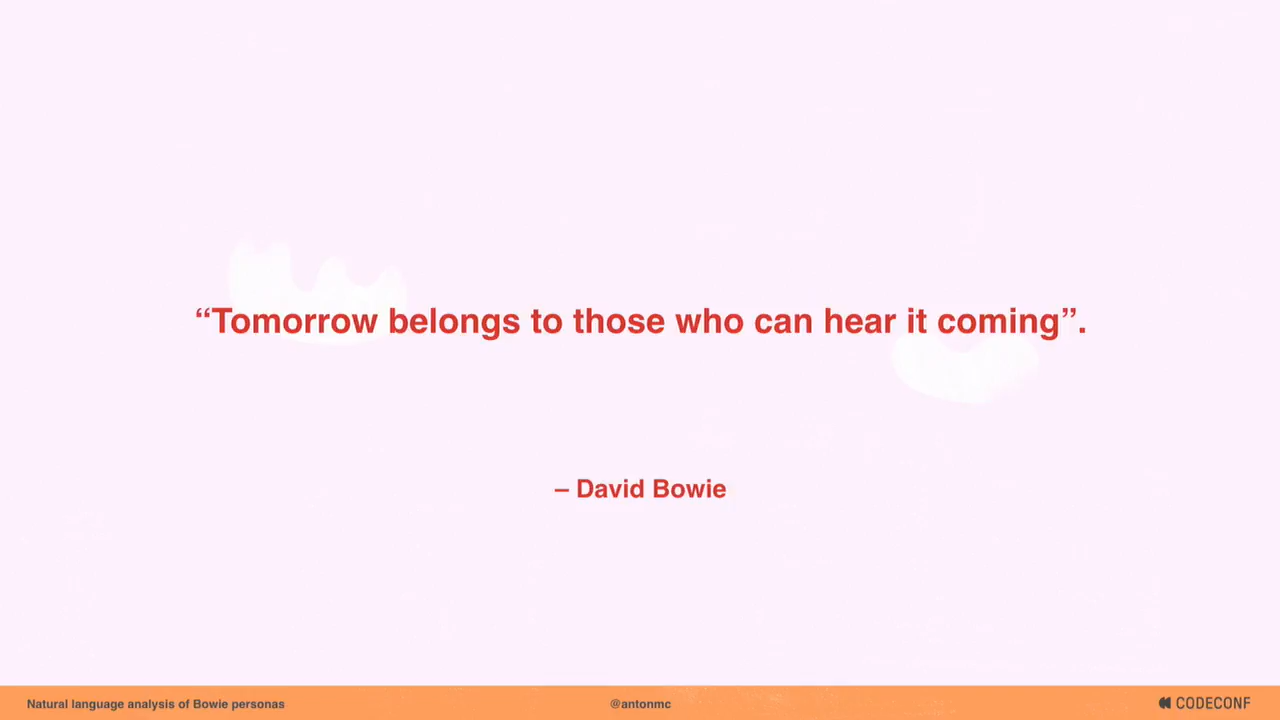 “Tomorrow belongs to those who can hear it coming”.
– David Bowie
Natural language analysis of Bowie personas
@antonmc
CODECONF